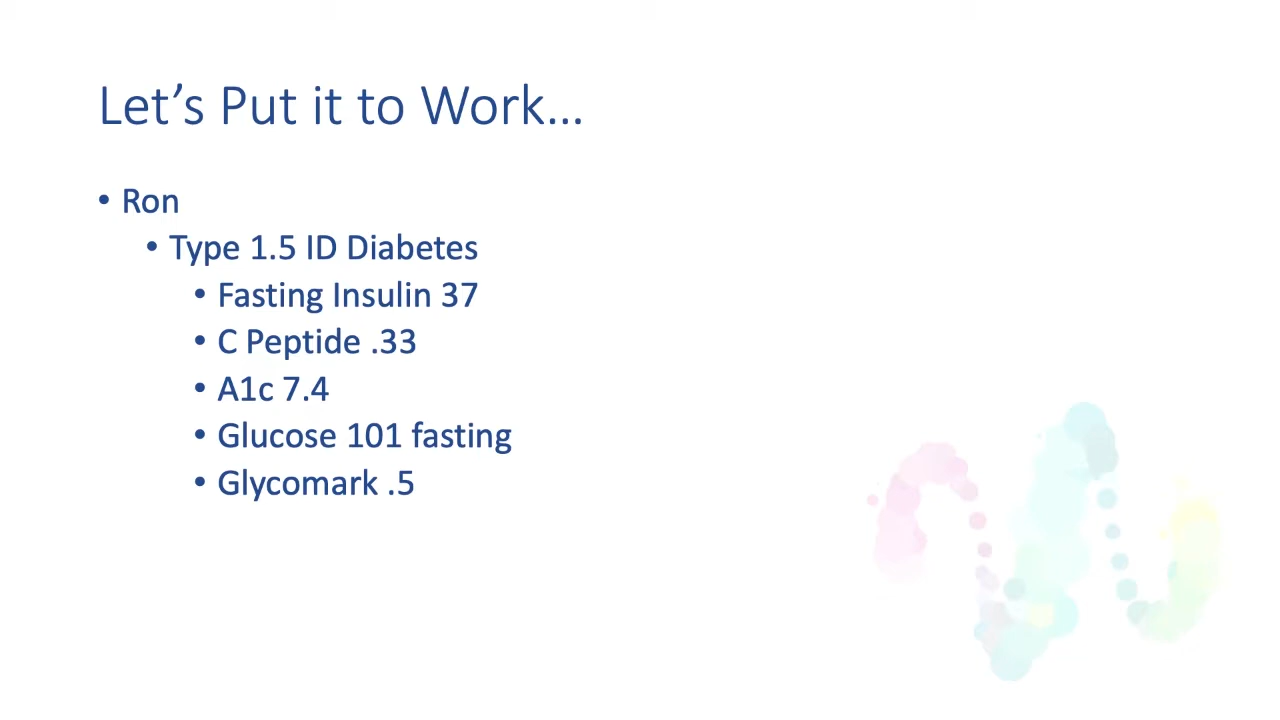 Let's Put it to Work...
• Ron
• Type 1.5 ID Diabetes
• Fasting Insulin 37
• C Peptide .33
• A1c 7.4
• Glucose 101 fasting
• Glycomark .5